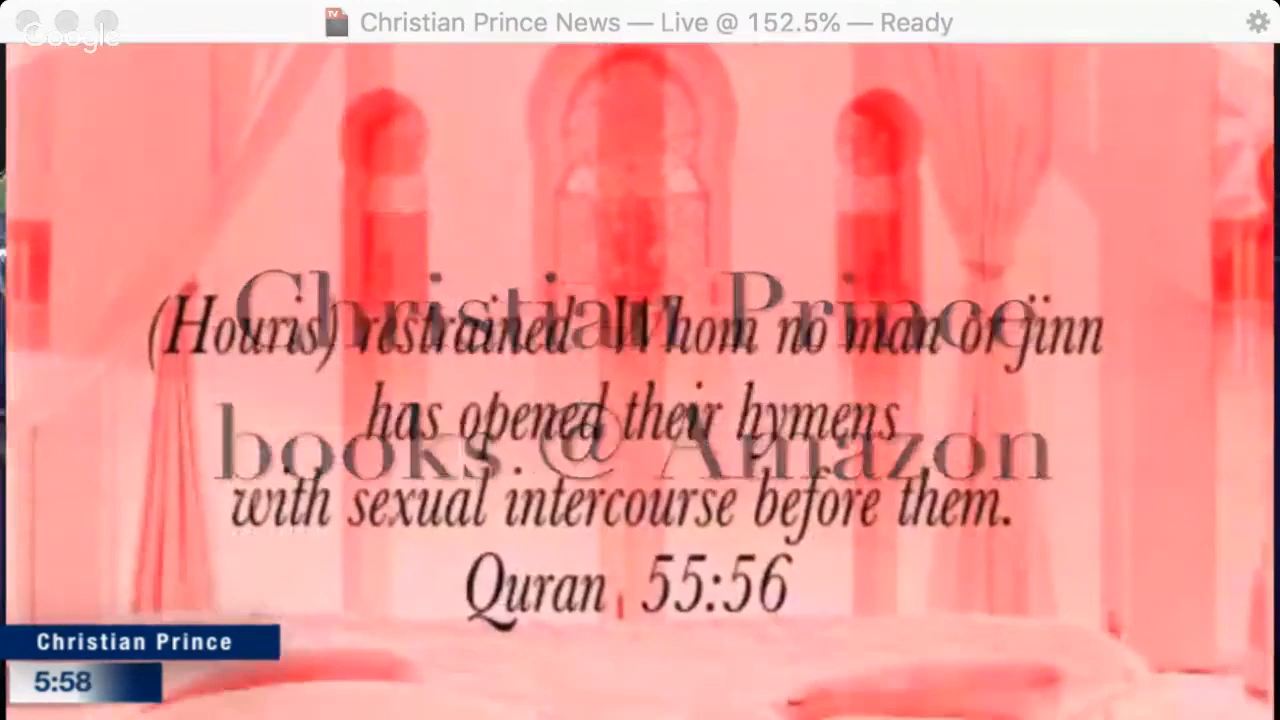 Christian Prince News — Live @ 152.5% — Ready
Google
Christian Prince
(Houris) restrained Whom no man or jinn
has opened their hymens
books @ Amazon
with sexual intercourse before them.
Quran 55:56
Christian Prince
5:58